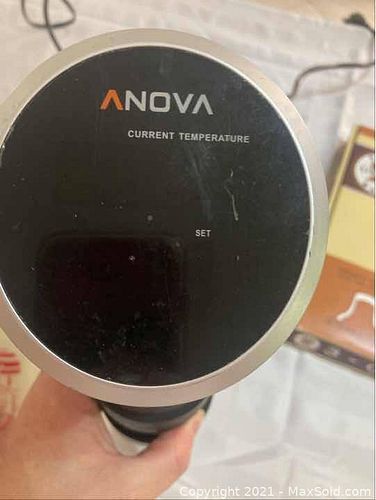 ANOVA
CURRENT TEMPERATURE
SET
Copyright 2021 - MaxSold.com